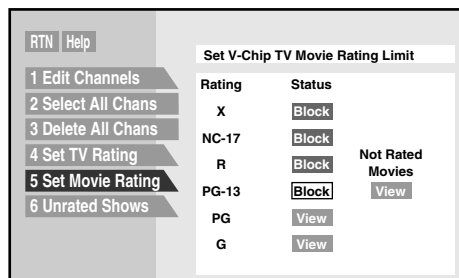 RTN Help
1 Edit Channels
2 Select All Chans
3 Delete All Chans
4 Set TV Rating
5 Set Movie Rating
6 Unrated Shows
Set V-Chip TV Movie Rating Limit
Rating Status
X Block
NC-17 Block
R Block
PG-13 Block
PG View
G View
Not Rated
Movies
View